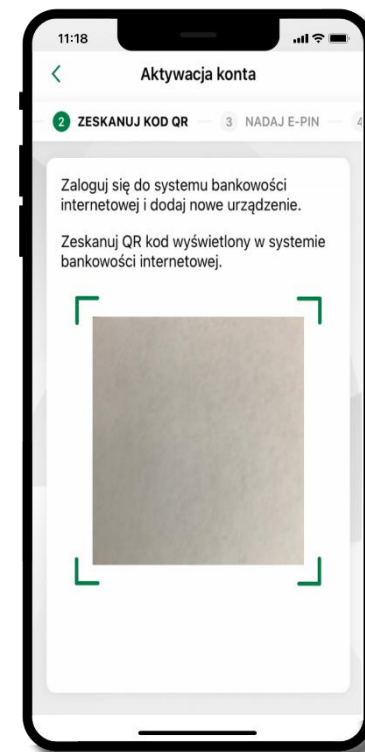 11:18
Aktywacja konta
2 ZESKANUJ KOD QR 3 NADAJ E-PIN 4
Zaloguj się do systemu bankowości
internetowej i dodaj nowe urządzenie.
Zeskanuj QR kod wyświetlony w systemie
bankowości internetowej.